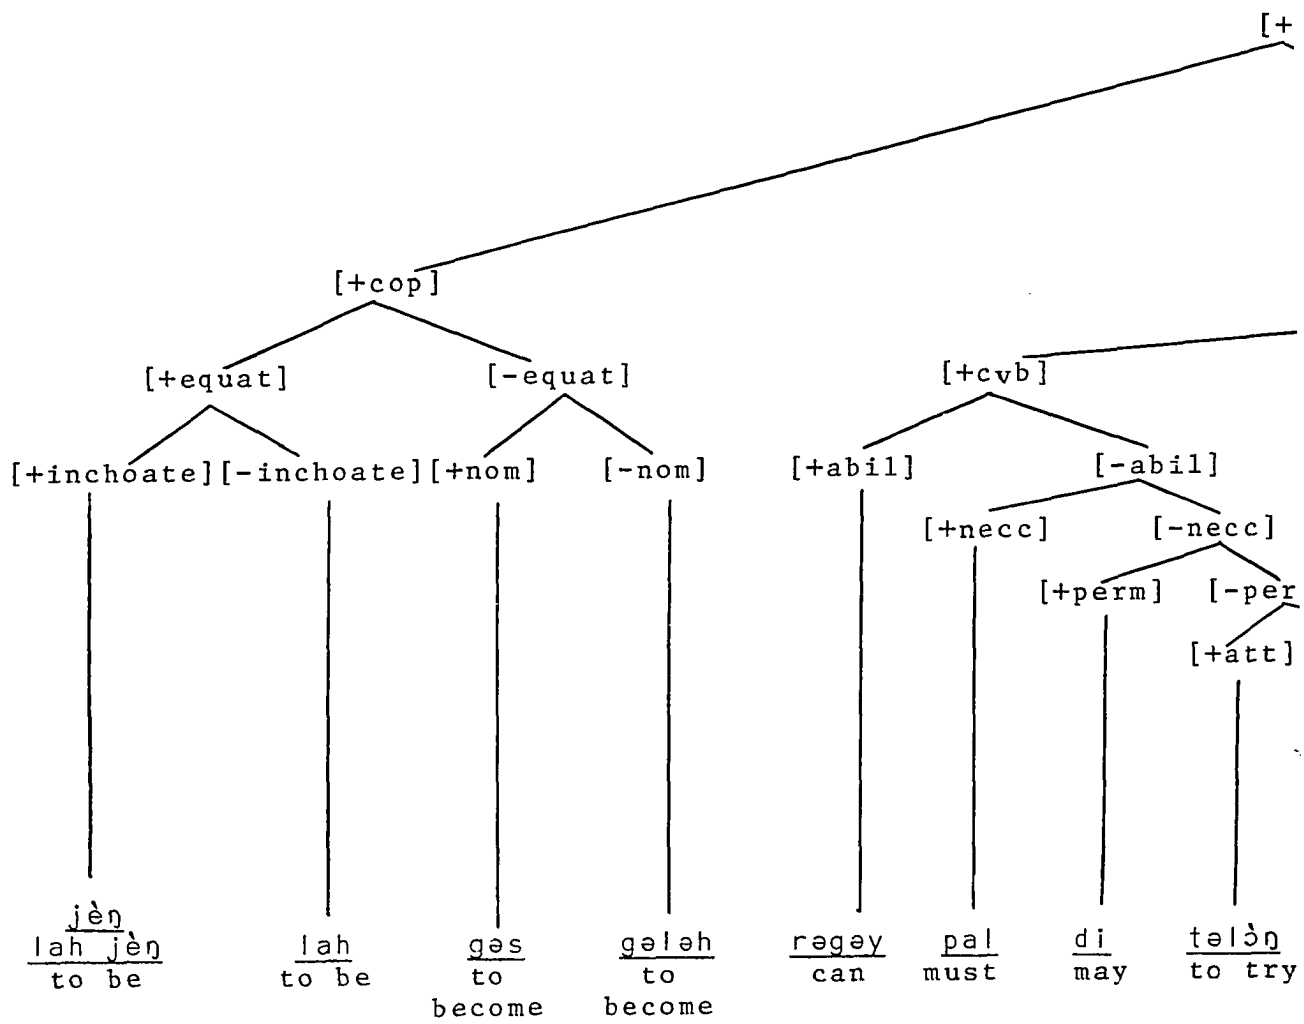 [+
[+cop]
[+equat] [-equat] [+cvb]
[+inchoate] [-inchoate] [+nom] [-nom] [+abil] [-abil]
[+necc] [-necc]
[+perm] [-per
[+att]
jèŋ
lah jèŋ lah gəs gələh rəgəy pal di təlɔ̀ŋ
to be to be to to can must may to try
become become